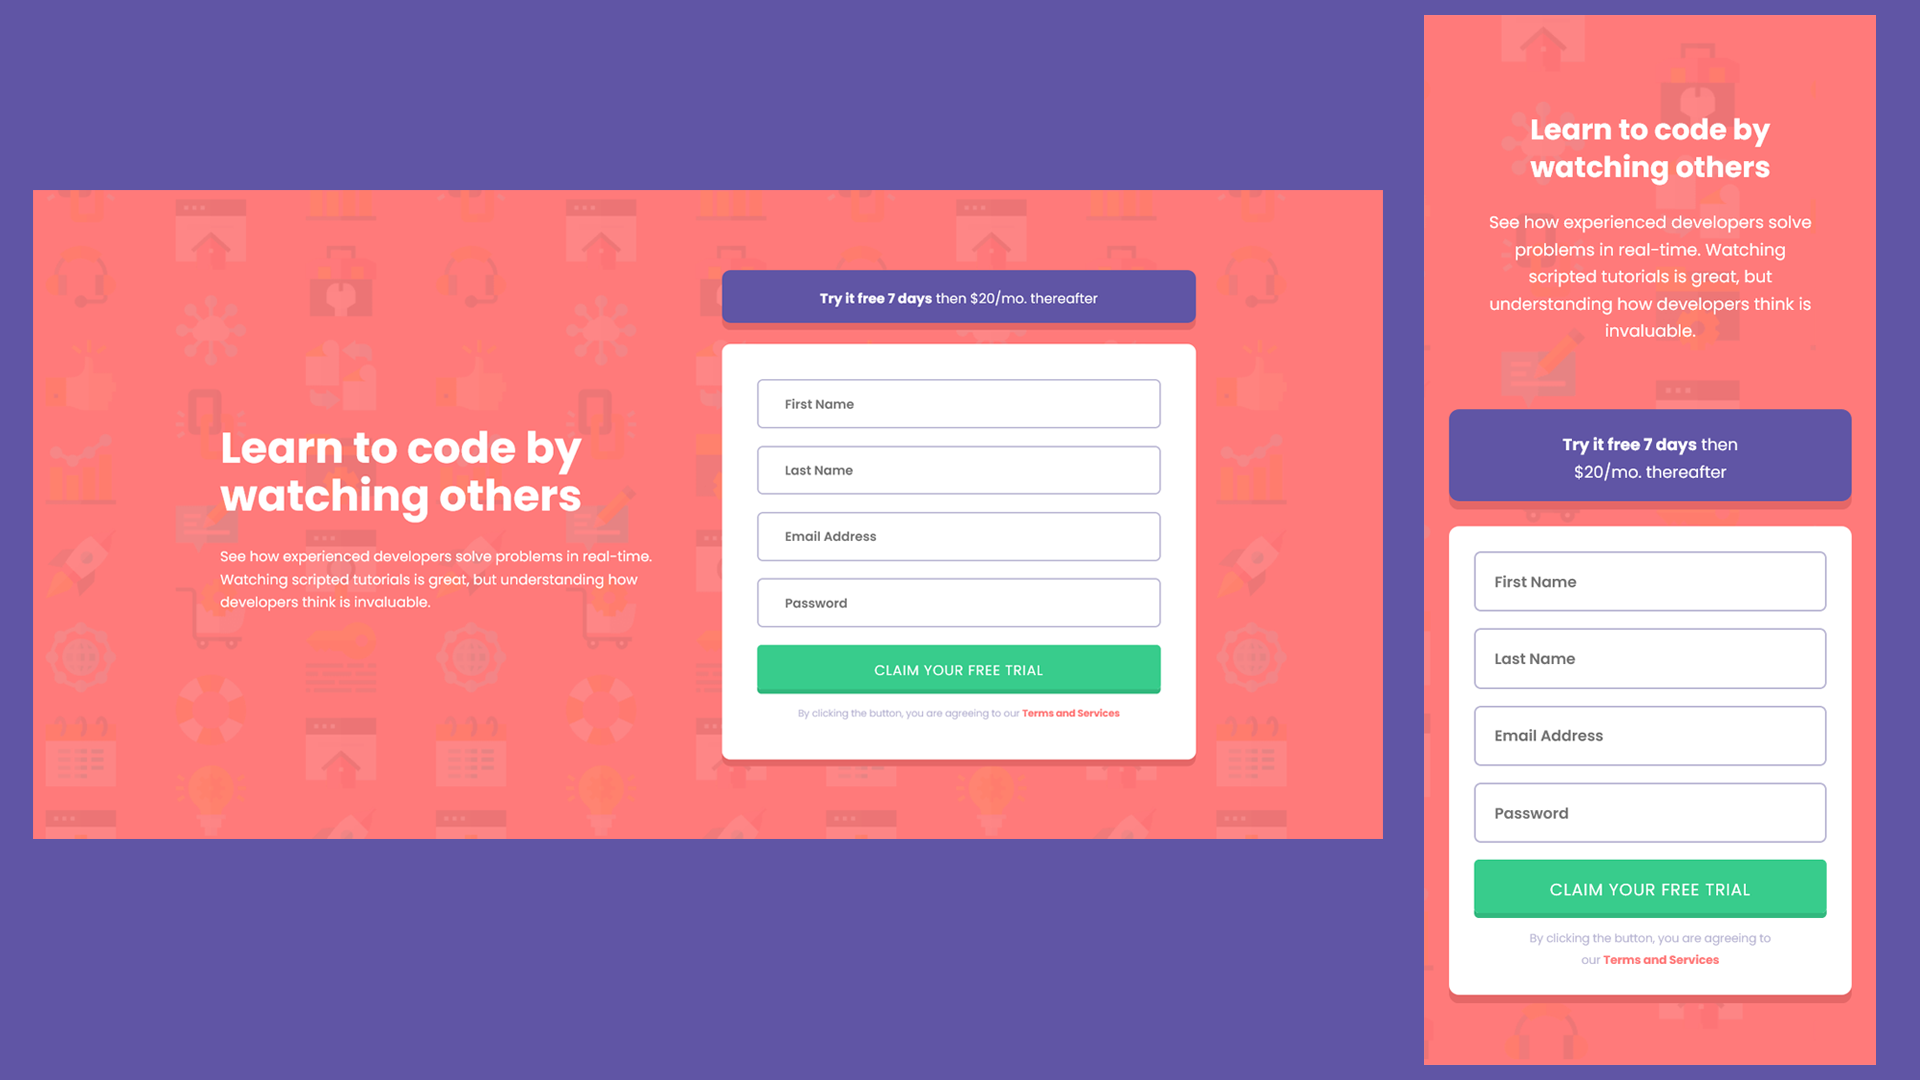 Learn to code by
watching others
See how experienced developers solve problems in real-time.
Watching scripted tutorials is great, but understanding how
developers think is invaluable.
Try it free 7 days then $20/mo. thereafter
First Name
Last Name
Email Address
Password
CLAIM YOUR FREE TRIAL
By clicking the button, you are agreeing to our Terms and Services
Learn to code by
watching others
See how experienced developers solve
problems in real-time. Watching
scripted tutorials is great, but
understanding how developers think is
invaluable.
Try it free 7 days then
$20/mo. thereafter
First Name
Last Name
Email Address
Password
CLAIM YOUR FREE TRIAL
By clicking the button, you are agreeing to
our Terms and Services